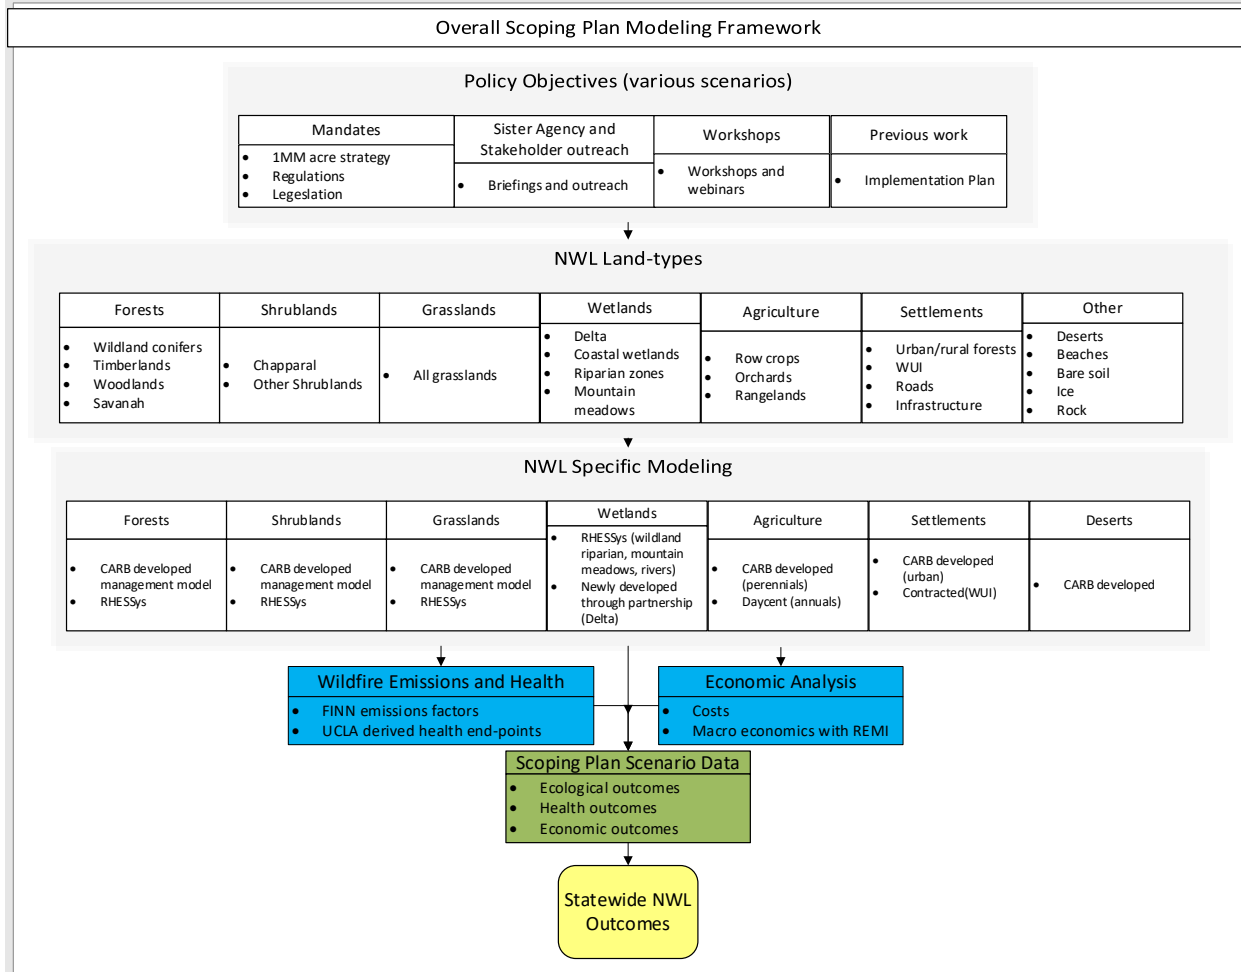 Overall Scoping Plan Modeling Framework
Policy Objectives (various scenarios)
Mandates
• 1MM acre strategy
• Regulations
• Legeslation
Sister Agency and
Stakeholder outreach
• Briefings and outreach
Workshops
• Workshops and
webinars
Previous work
• Implementation Plan
NWL Land-types
Forests
• Wildland conifers
• Timberlands
• Woodlands
• Savanah
Shrublands
• Chapparal
• Other Shrublands
Grasslands
• All grasslands
Wetlands
• Delta
• Coastal wetlands
• Riparian zones
• Mountain
meadows
Agriculture
• Row crops
• Orchards
• Rangelands
Settlements
• Urban/rural forests
• WUI
• Roads
• Infrastructure
Other
• Deserts
• Beaches
• Bare soil
• Ice
• Rock
NWL Specific Modeling
Forests
• CARB developed
management model
• RHESSys
Shrublands
• CARB developed
management model
• RHESSys
Grasslands
• CARB developed
management model
• RHESSys
Wetlands
• RHESSys (wildland
riparian, mountain
meadows, rivers)
• Newly developed
through partnership
(Delta)
Agriculture
• CARB developed
(perennials)
• Daycent (annuals)
Settlements
• CARB developed
(urban)
• Contracted(WUI)
Deserts
• CARB developed
Wildfire Emissions and Health
• FINN emissions factors
• UCLA derived health end-points
Economic Analysis
• Costs
• Macro economics with REMI
Scoping Plan Scenario Data
• Ecological outcomes
• Health outcomes
• Economic outcomes
Statewide NWL
Outcomes